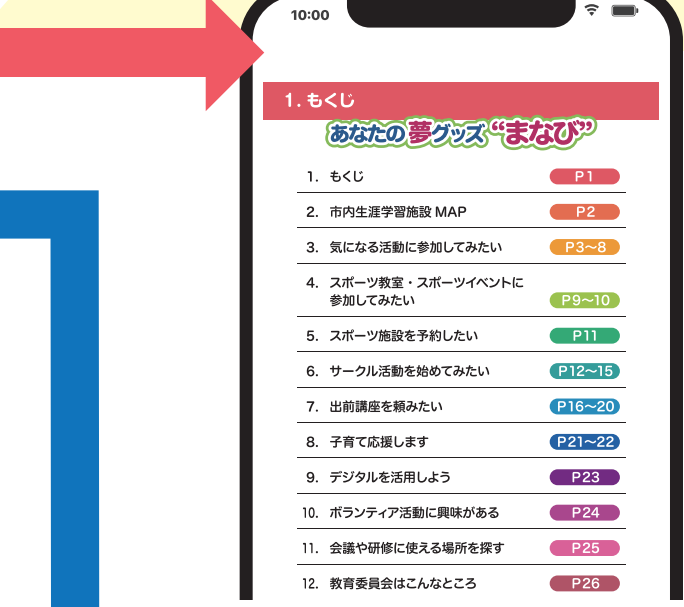 10:00
1. もくじ
あなたの夢グッズ“まなび”
1. もくじ P1
2. 市内生涯学習施設 MAP P2
3. 気になる活動に参加してみたい P3〜8
4. スポーツ教室・スポーツイベントに
参加してみたい P9〜10
5. スポーツ施設を予約したい P11
6. サークル活動を始めてみたい P12〜15
7. 出前講座を頼みたい P16〜20
8. 子育て応援します P21〜22
9. デジタルを活用しよう P23
10. ボランティア活動に興味がある P24
11. 会議や研修に使える場所を探す P25
12. 教育委員会はこんなところ P26